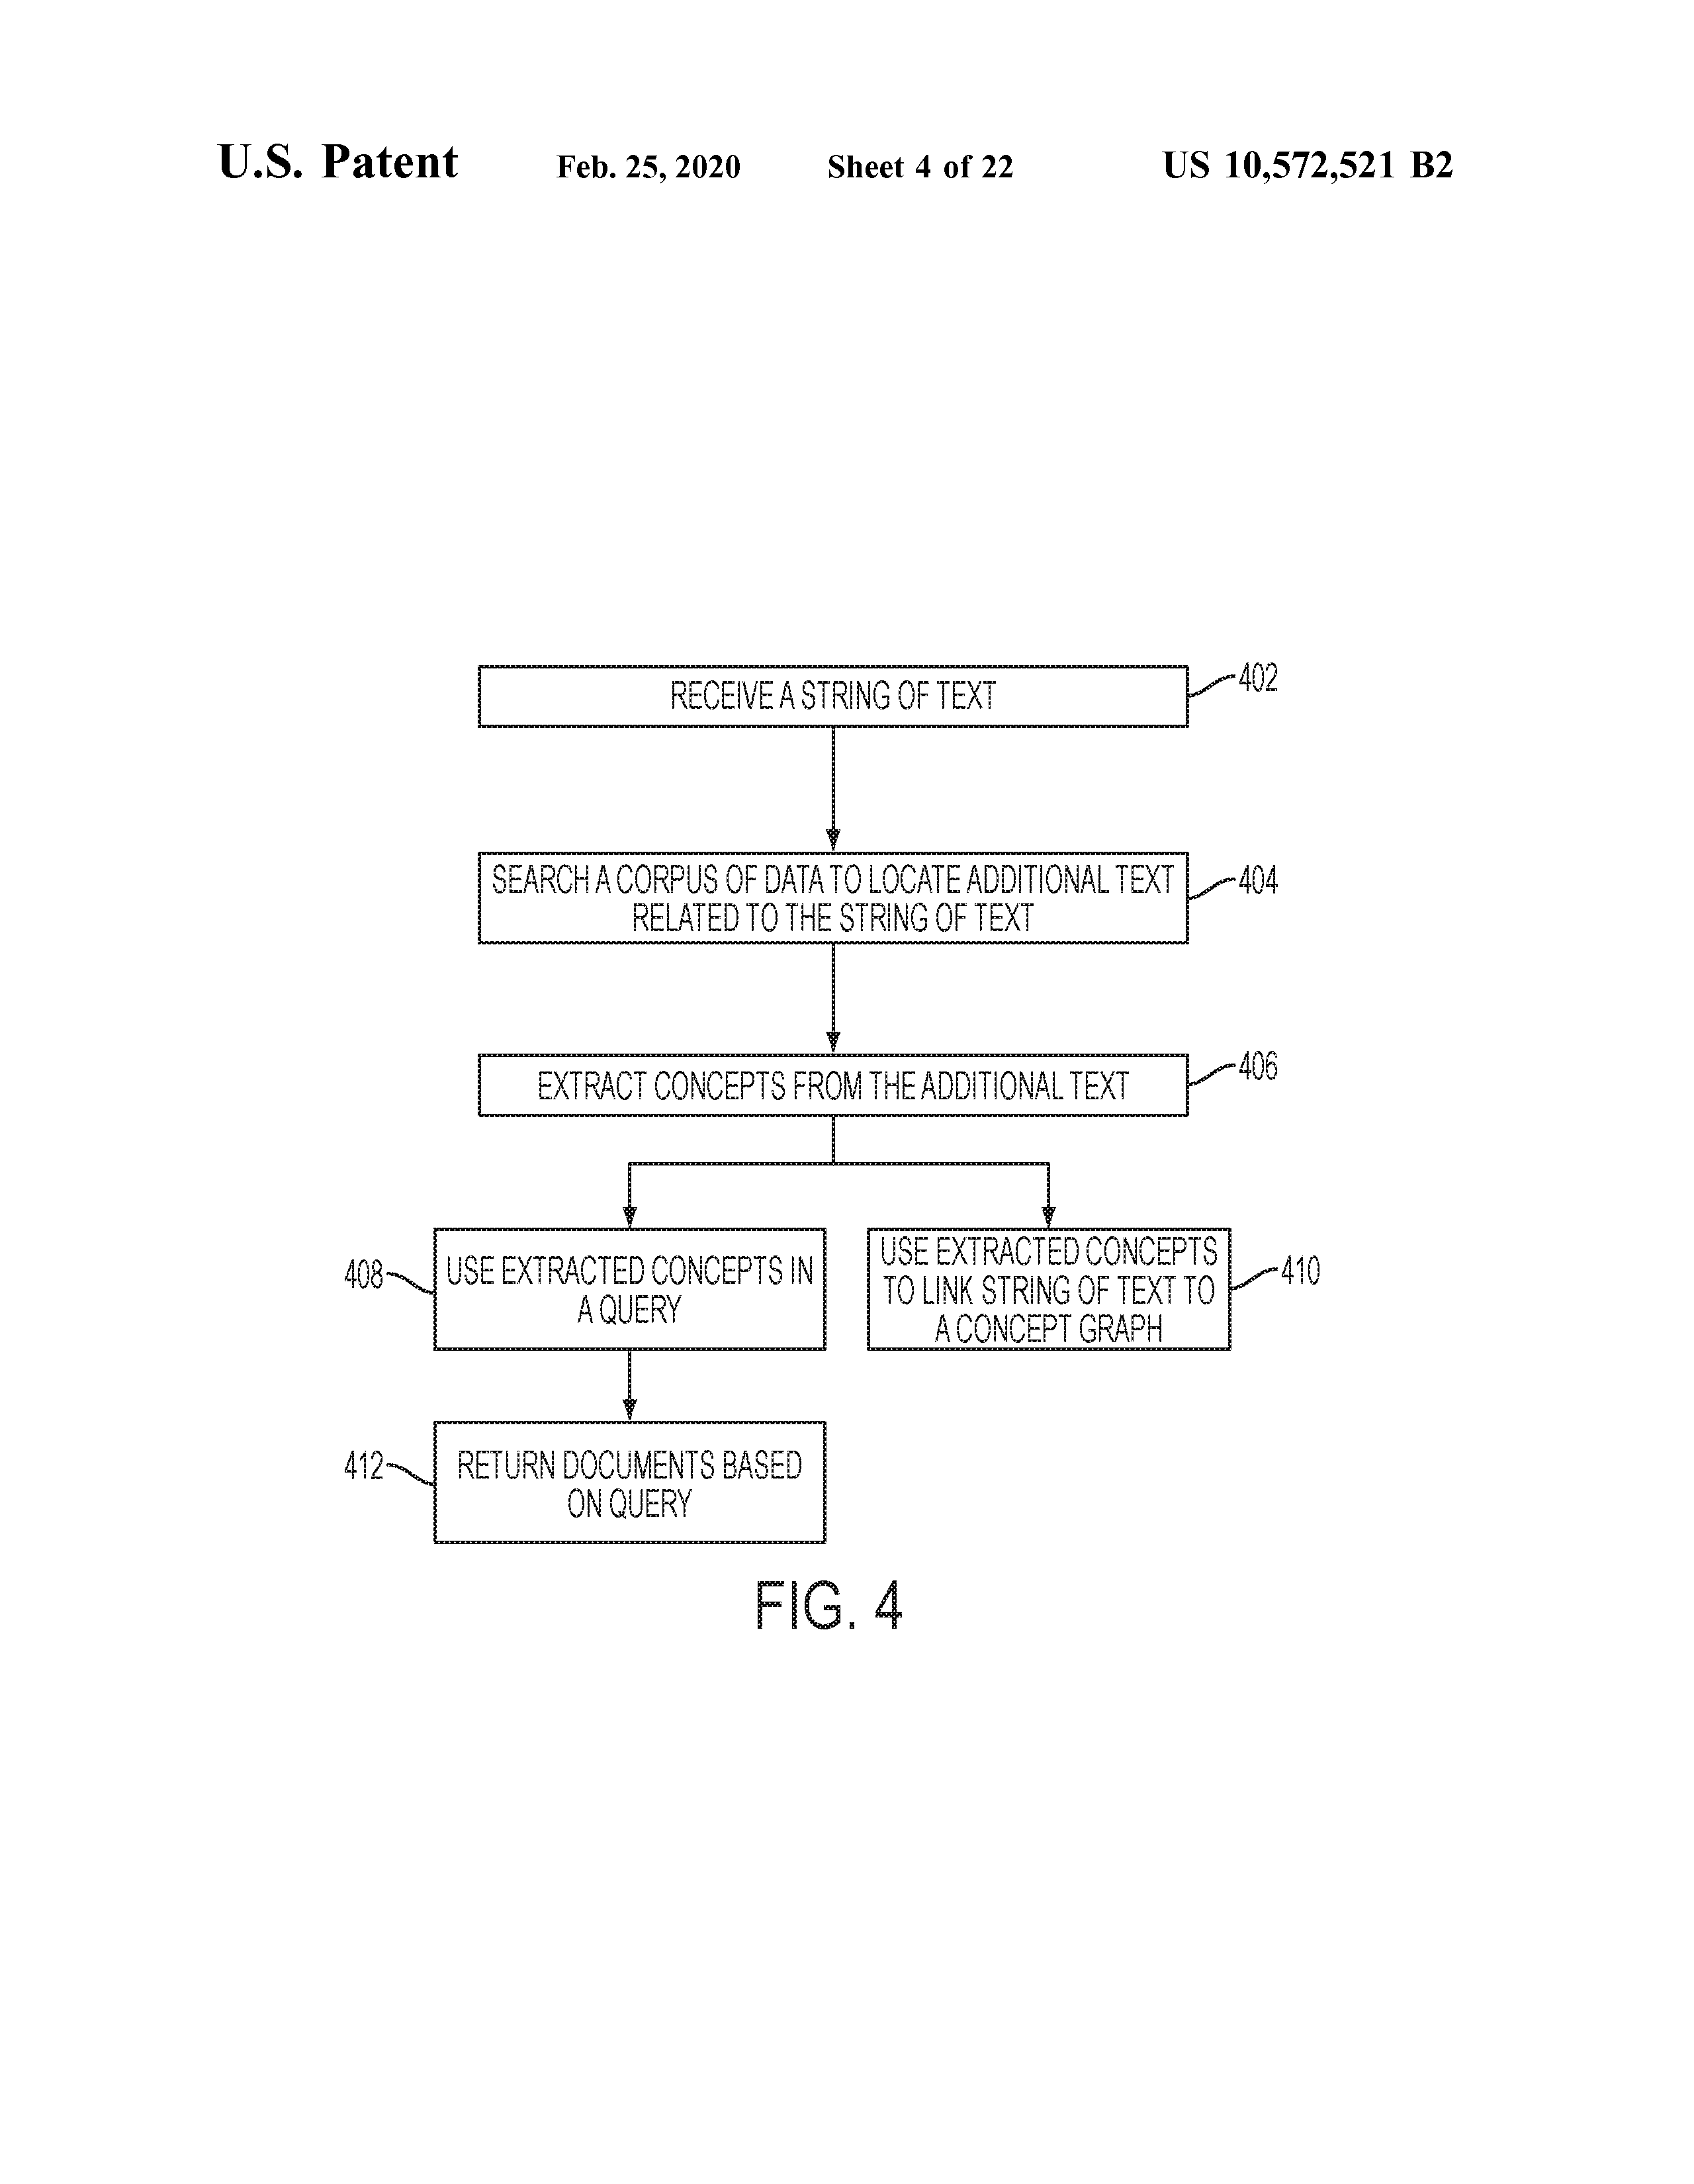 U.S. Patent Feb. 25, 2020 Sheet 4 of 22 US 10,572,521 B2
RECEIVE A STRING OF TEXT
402
SEARCH A CORPUS OF DATA TO LOCATE ADDITIONAL TEXT
RELATED TO THE STRING OF TEXT
404
EXTRACT CONCEPTS FROM THE ADDITIONAL TEXT
406
408
USE EXTRACTED CONCEPTS IN
A QUERY
USE EXTRACTED CONCEPTS
TO LINK STRING OF TEXT TO
A CONCEPT GRAPH
410
412
RETURN DOCUMENTS BASED
ON QUERY
FIG. 4